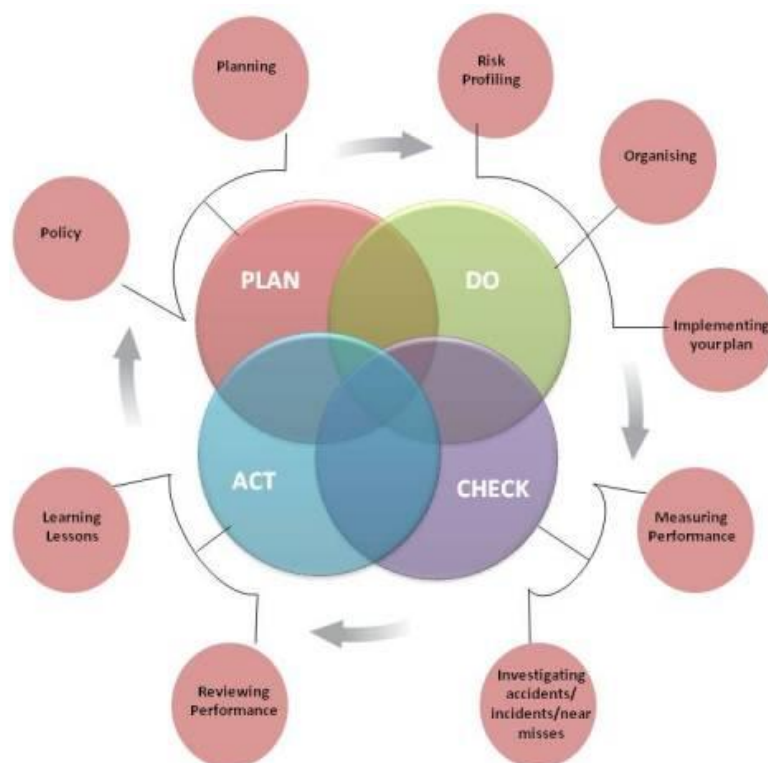 Planning
Risk
Profiling
Organising
Policy
PLAN
DO
Implementing
your plan
ACT
CHECK
Learning
Lessons
Measuring
Performance
Reviewing
Performance
Investigating
accidents/
incidents/near
misses